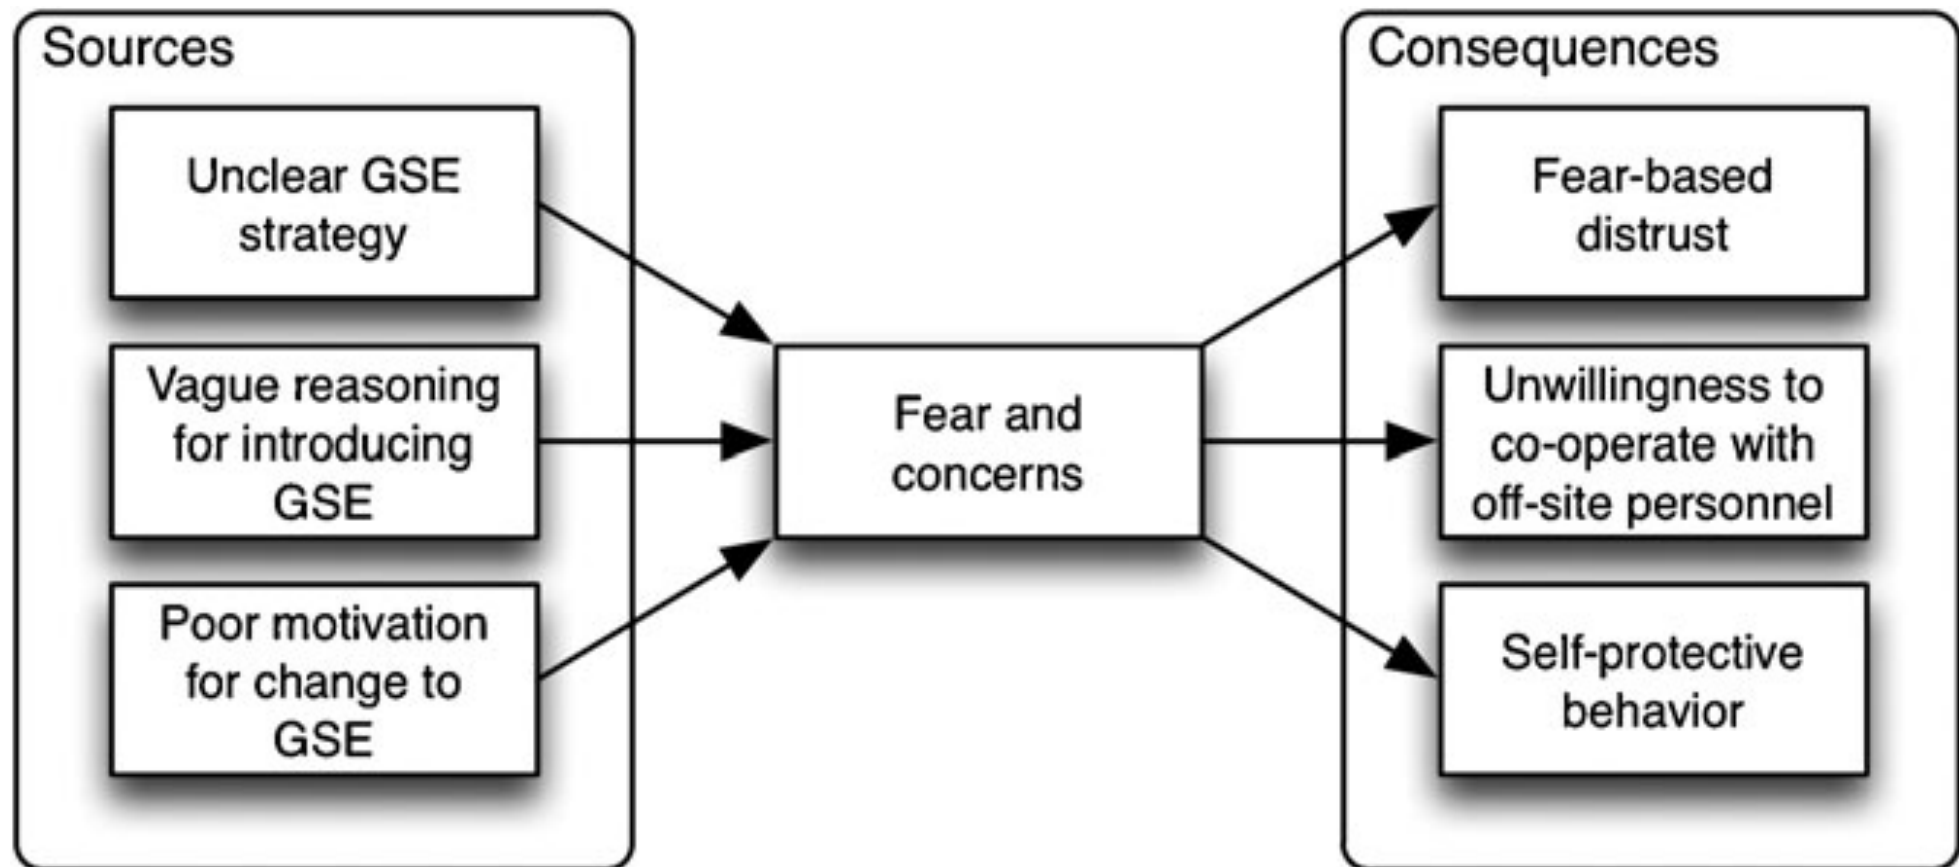 Sources
Unclear GSE
strategy
Vague reasoning
for introducing
GSE
Poor motivation
for change to
GSE
Fear and
concerns
Consequences
Fear-based
distrust
Unwillingness to
co-operate with
off-site personnel
Self-protective
behavior